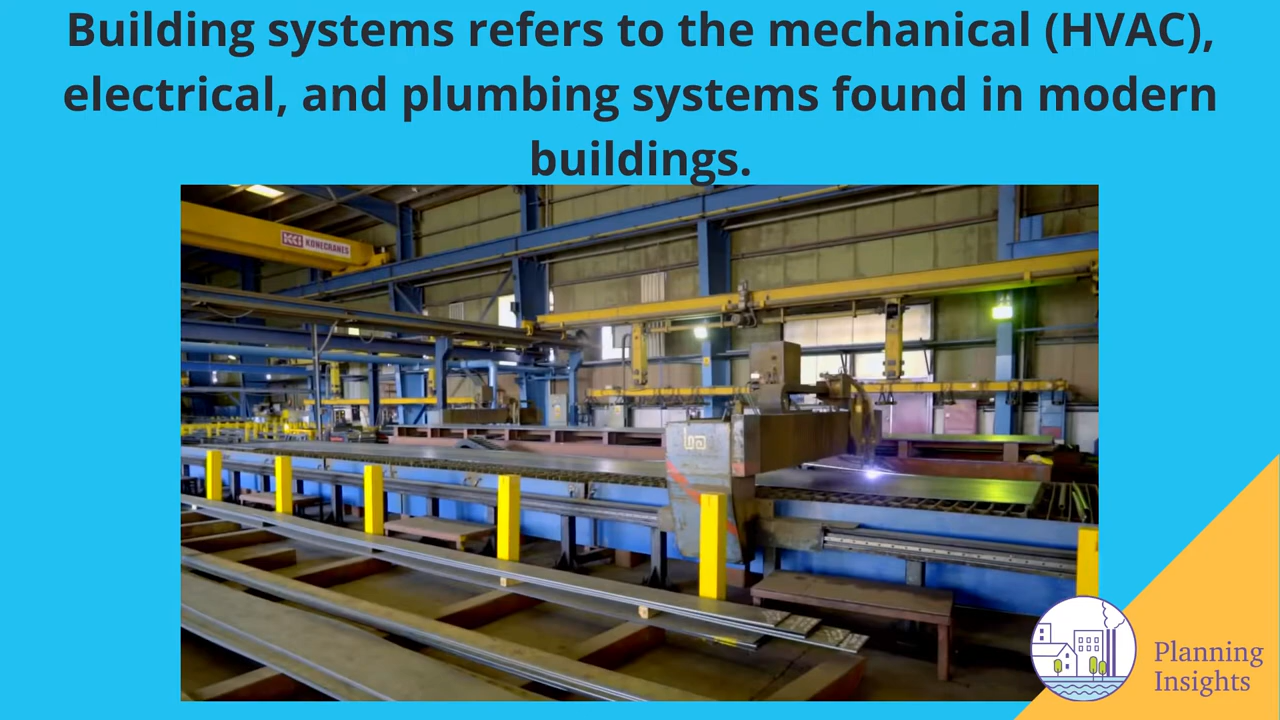 Building systems refers to the mechanical (HVAC),
electrical, and plumbing systems found in modern
buildings.
KONECRANES
Planning
Insights